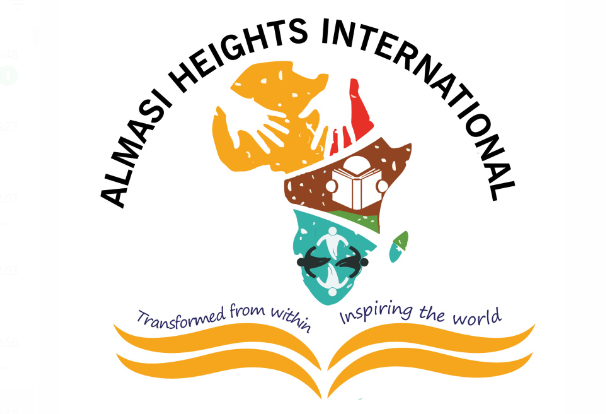 ALMASI HEIGHTS INTERNATIONAL
Transformed from within
Inspiring the world